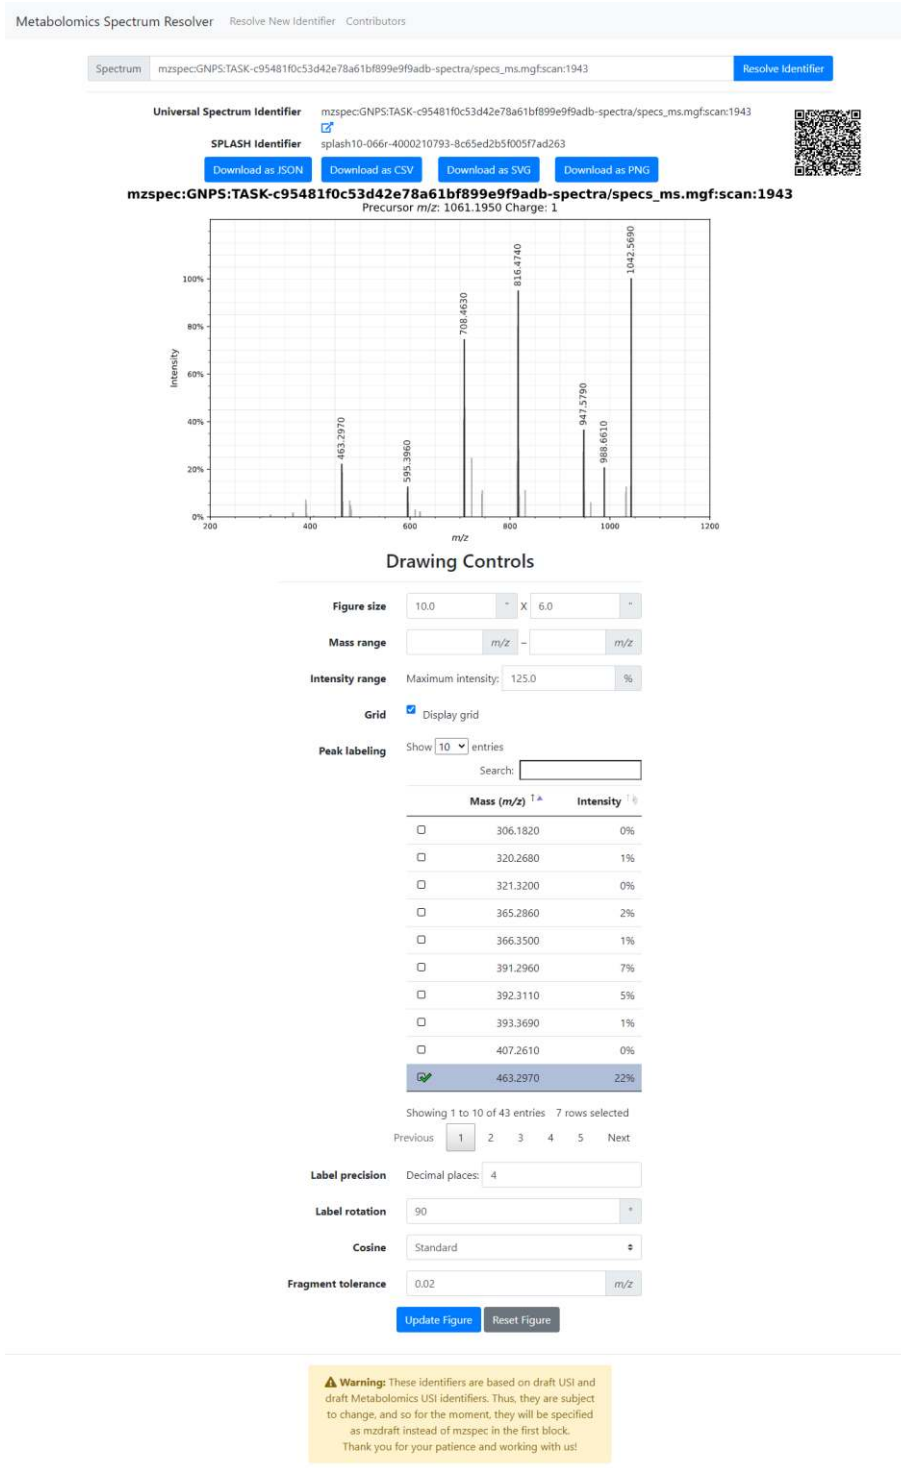 Metabolomics Spectrum Resolver Resolve New Identifier Contributors
Spectrum mzspec:GNPS:TASK-c95481f0c53d42e78a61bf899e9f9adb-spectra/specs_ms.mgf:scan:1943 Resolve Identifier
Universal Spectrum Identifier mzspec:GNPS:TASK-c95481f0c53d42e78a61bf899e9f9adb-spectra/specs_ms.mgf:scan:1943
SPLASH Identifier splash10-066r-4000210793-8c65ed2b5f005f7ad263
Download as JSON Download as CSV Download as SVG Download as PNG
mzspec:GNPS:TASK-c95481f0c53d42e78a61bf899e9f9adb-spectra/specs_ms.mgf:scan:1943
Precursor m/z: 1061.1950 Charge: 1
1042.5690
816.4740
100%
708.4630
80%
Intensity
60%
947.5790
40%
463.2970
988.6610
595.3960
20%
0%
200 400 600 800 1000 1200
m/z
Drawing Controls
Figure size 10.0 " X 6.0 "
Mass range m/z – m/z
Intensity range Maximum intensity: 125.0 %
Grid Display grid
Peak labeling Show 10 entries
Search:
Mass (m/z) Intensity
306.1820 0%
320.2680 1%
321.3200 0%
365.2860 2%
366.3500 1%
391.2960 7%
392.3110 5%
393.3690 1%
407.2610 0%
463.2970 22%
Showing 1 to 10 of 43 entries 7 rows selected
Previous 1 2 3 4 5 Next
Label precision Decimal places: 4
Label rotation 90 °
Cosine Standard
Fragment tolerance 0.02 m/z
Update Figure Reset Figure
Warning: These identifiers are based on draft USI and
draft Metabolomics USI identifiers. Thus, they are subject
to change, and so for the moment, they will be specified
as mzdraft instead of mzspec in the first block.
Thank you for your patience and working with us!